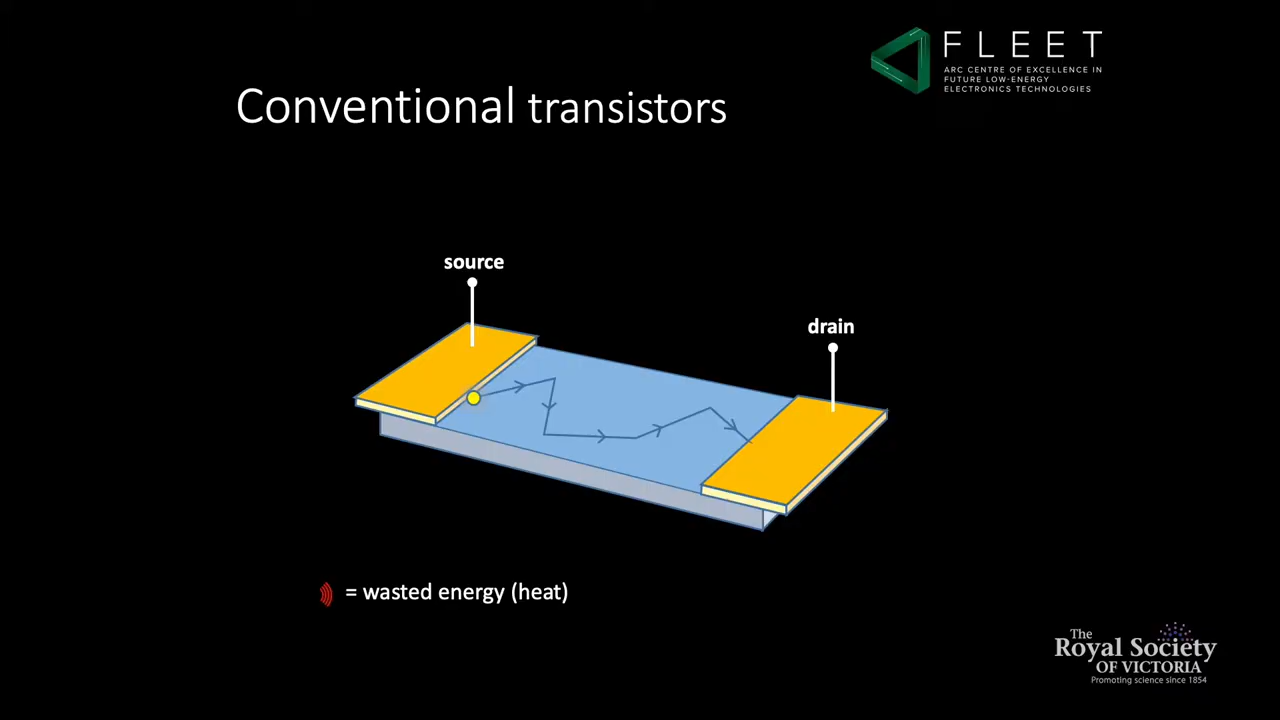 FLEET
ARC CENTRE OF EXCELLENCE IN
FUTURE LOW-ENERGY
ELECTRONICS TECHNOLOGIES
Conventional transistors
source
drain
= wasted energy (heat)
The
Royal Society
OF VICTORIA
Promoting science since 1854